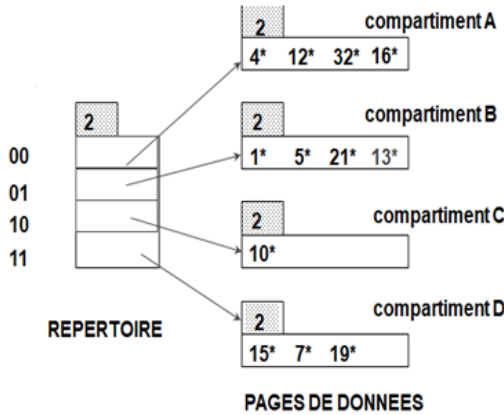 2 compartiment A
4* 12* 32* 16*
2 2 compartiment B
00 1* 5* 21* 13*
01
10 2 compartiment C
11 10*
2 compartiment D
REPERTOIRE
15* 7* 19*
PAGES DE DONNEES